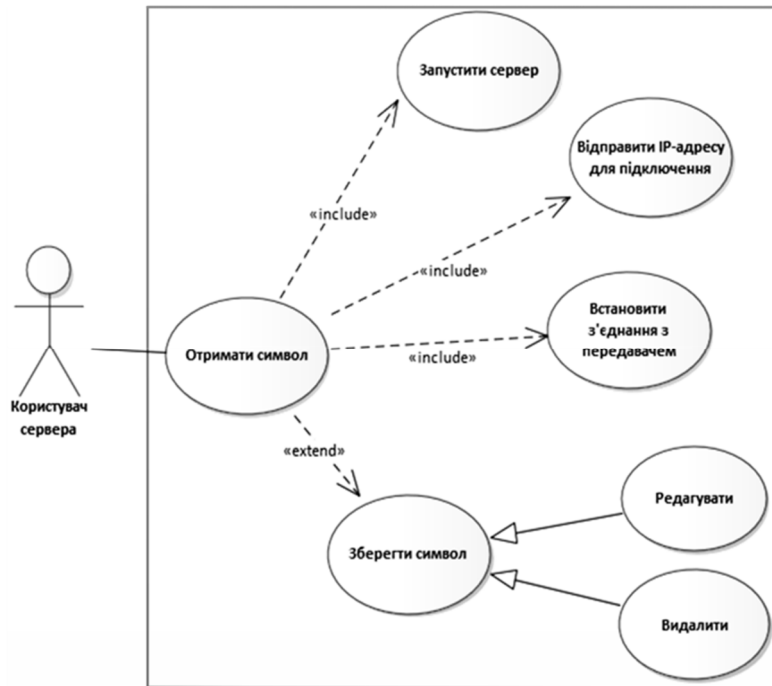 Запустити сервер
Відправити IP-адресу
для підключення
«include»
«include»
Встановити
з'єднання з
передавачем
Отримати символ
«include»
Користувач
сервера
«extend»
Редагувати
Зберегти символ
Видалити